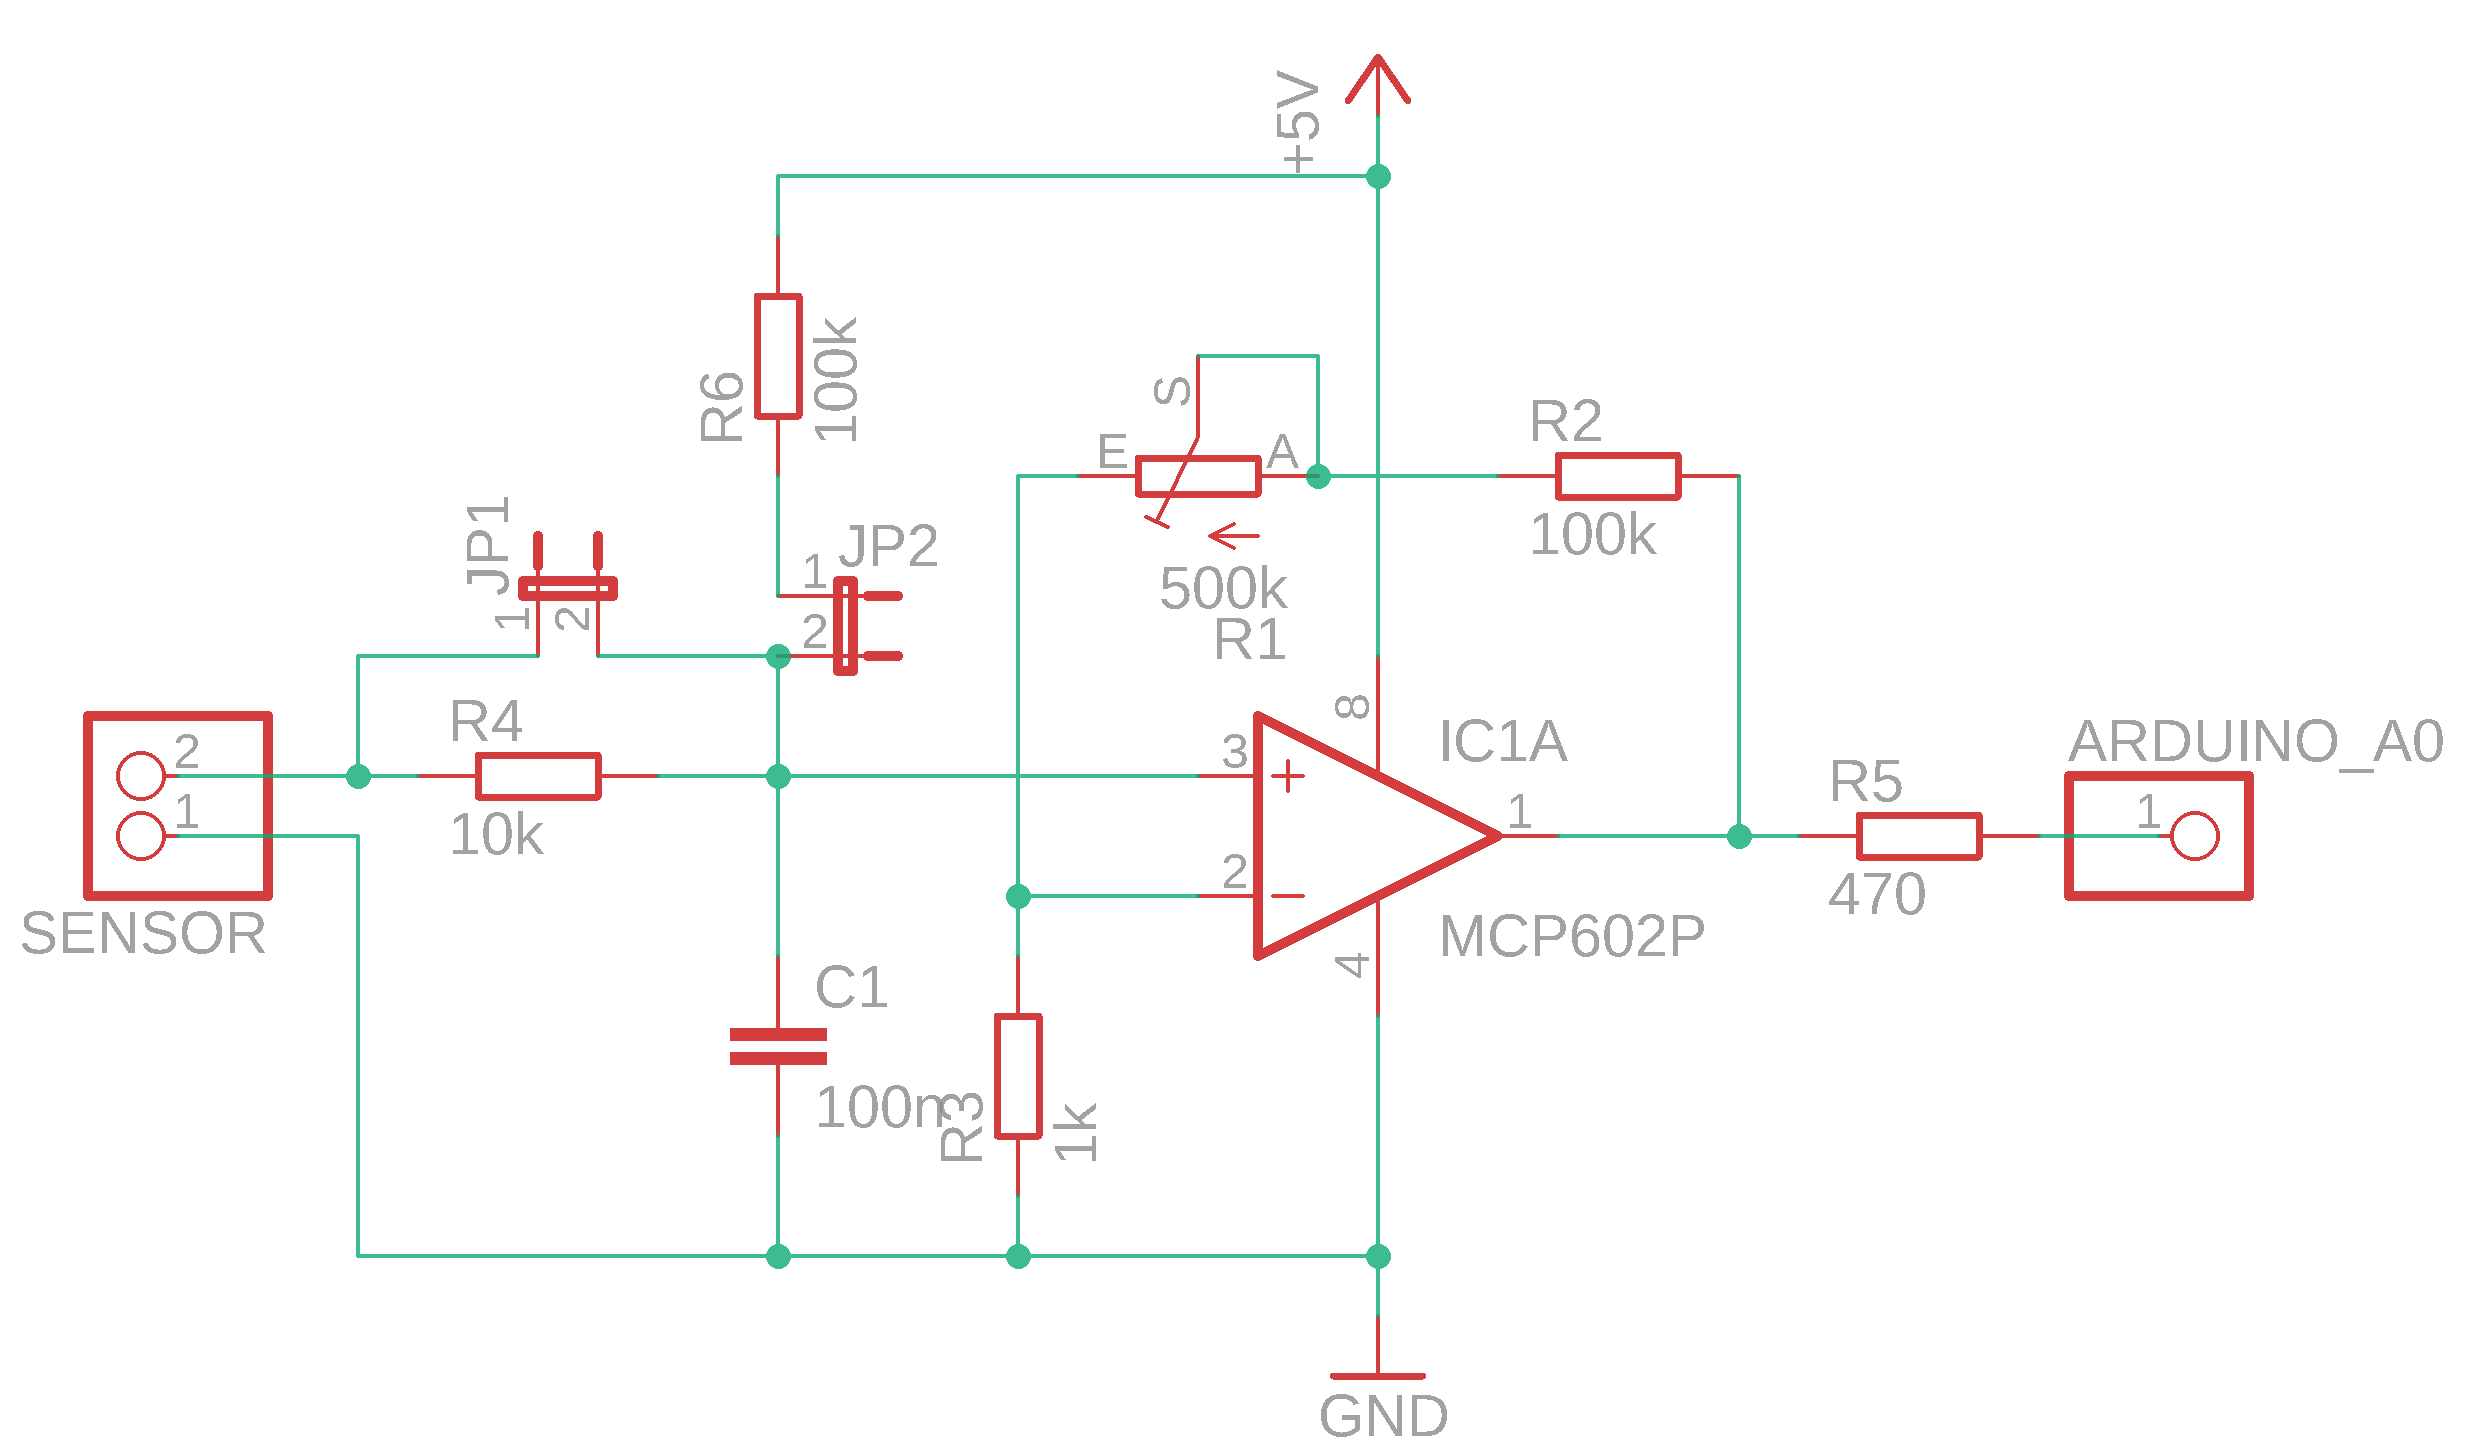 +5V
R6
100k
S
E
A
R2
100k
500k
R1
JP1
1
2
JP2
1
2
R4
10k
2
1
SENSOR
8
3
2
4
1
IC1A
MCP602P
ARDUINO_A0
1
R5
470
C1
100n
R3
1k
GND